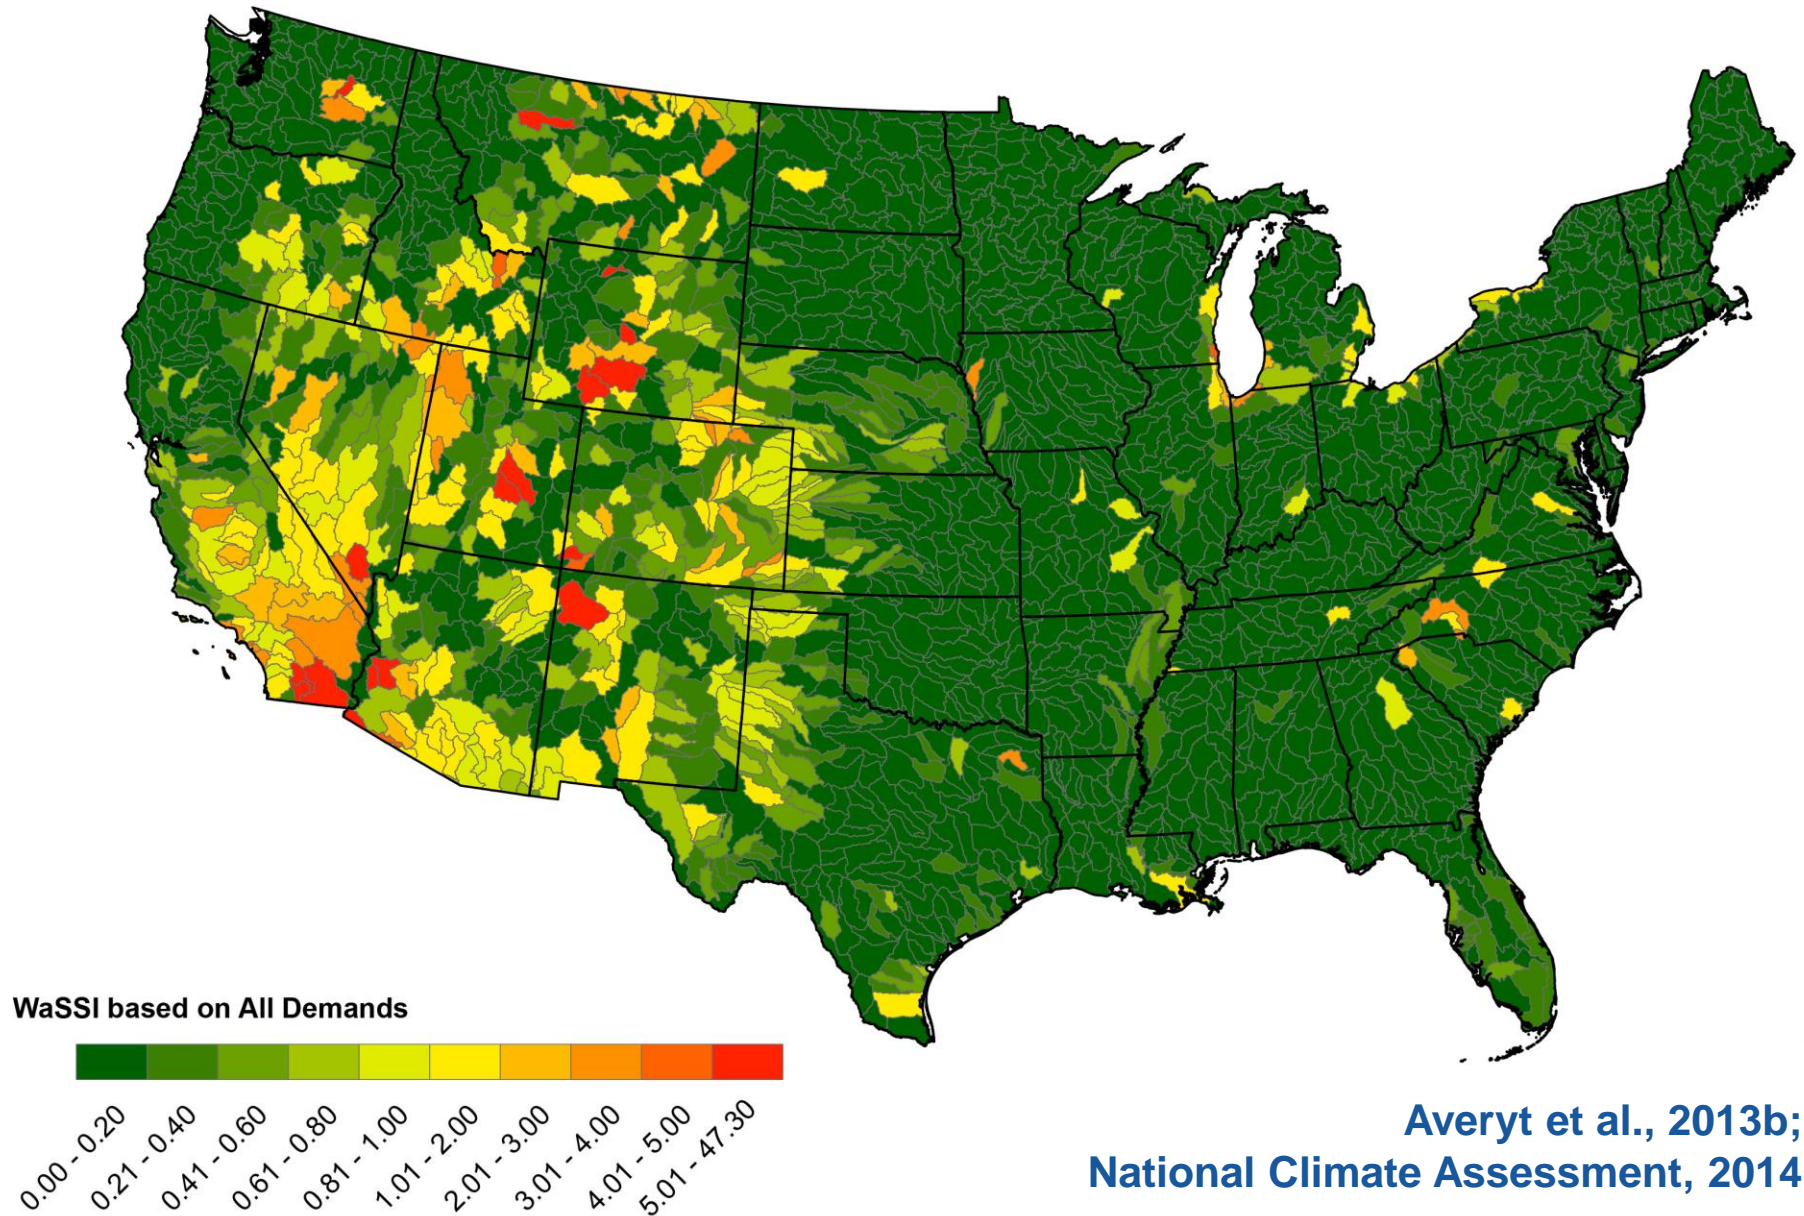 WaSSI based on All Demands
0.00 - 0.20
0.21 - 0.40
0.41 - 0.60
0.61 - 0.80
0.81 - 1.00
1.01 - 2.00
2.01 - 3.00
3.01 - 4.00
4.01 - 5.00
5.01 - 47.30
Averyt et al., 2013b;
National Climate Assessment, 2014